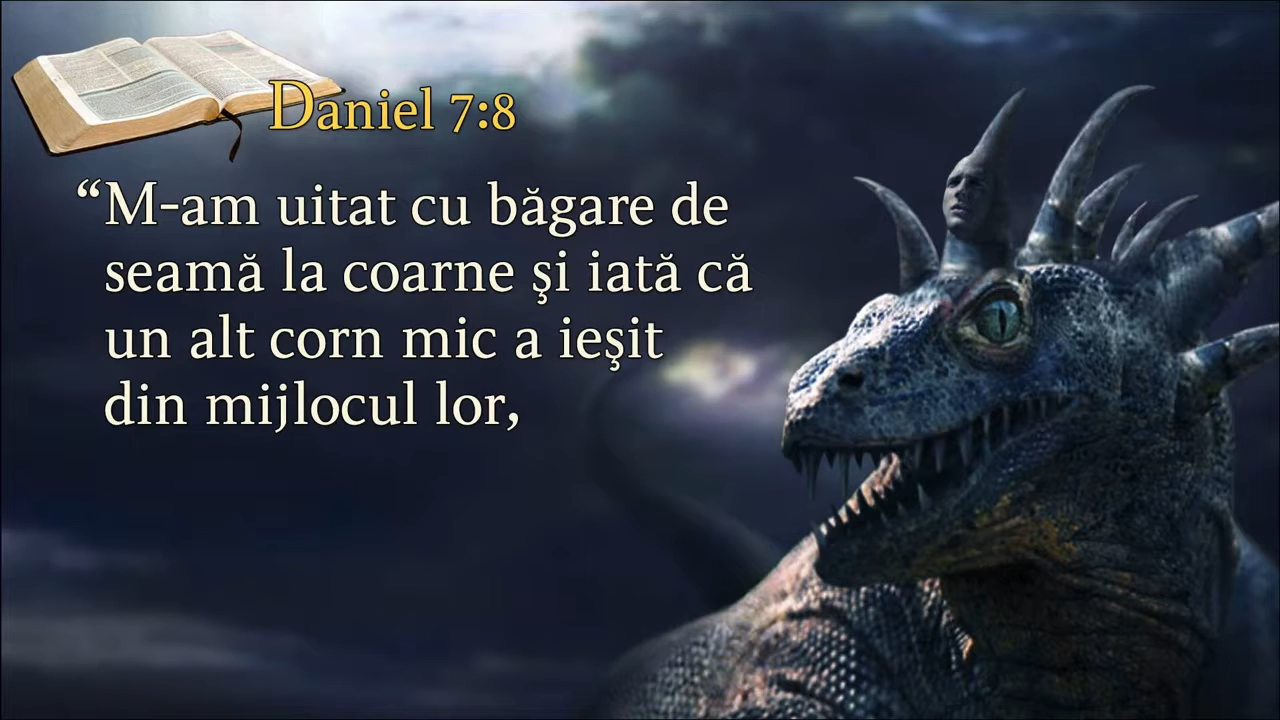 Daniel 7:8
“M-am uitat cu băgare de
seamă la coarne şi iată că
un alt corn mic a ieşit
din mijlocul lor,